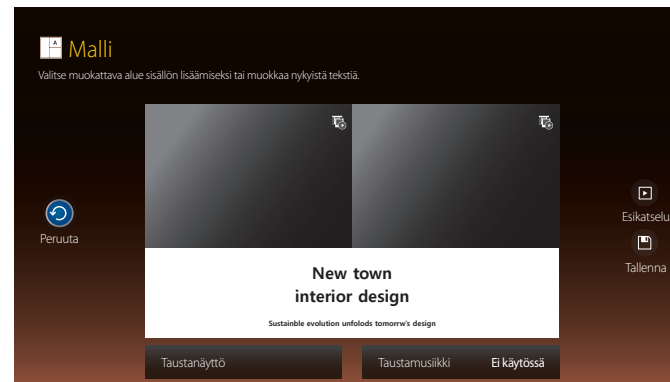 A
Malli
Valitse muokattava alue sisällön lisäämiseksi tai muokkaa nykyistä tekstiä.
Peruuta
New town
interior design
Sustainble evolution unfolods tomorrw's design
Esikatselu
Tallenna
Taustanäyttö
Taustamusiikki Ei käytössä